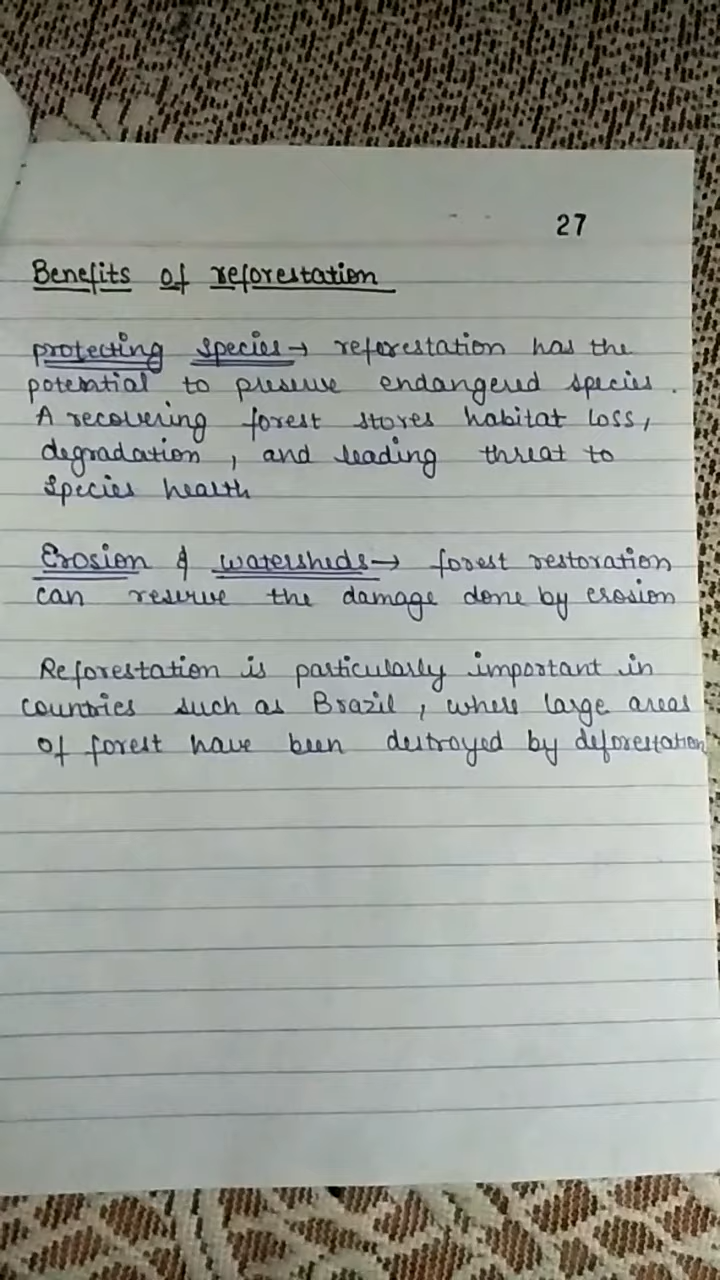 27
Benefits of reforestation
protecting species → reforestation has the
potential to preserve endangered species.
A recovering forest stores habitat loss,
degradation, and leading threat to
species health
Erosion & watersheds → forest restoration
can reserve the damage done by erosion
Reforestation is particularly important in
countries such as Brazil, where large areas
of forest have been destroyed by deforestation